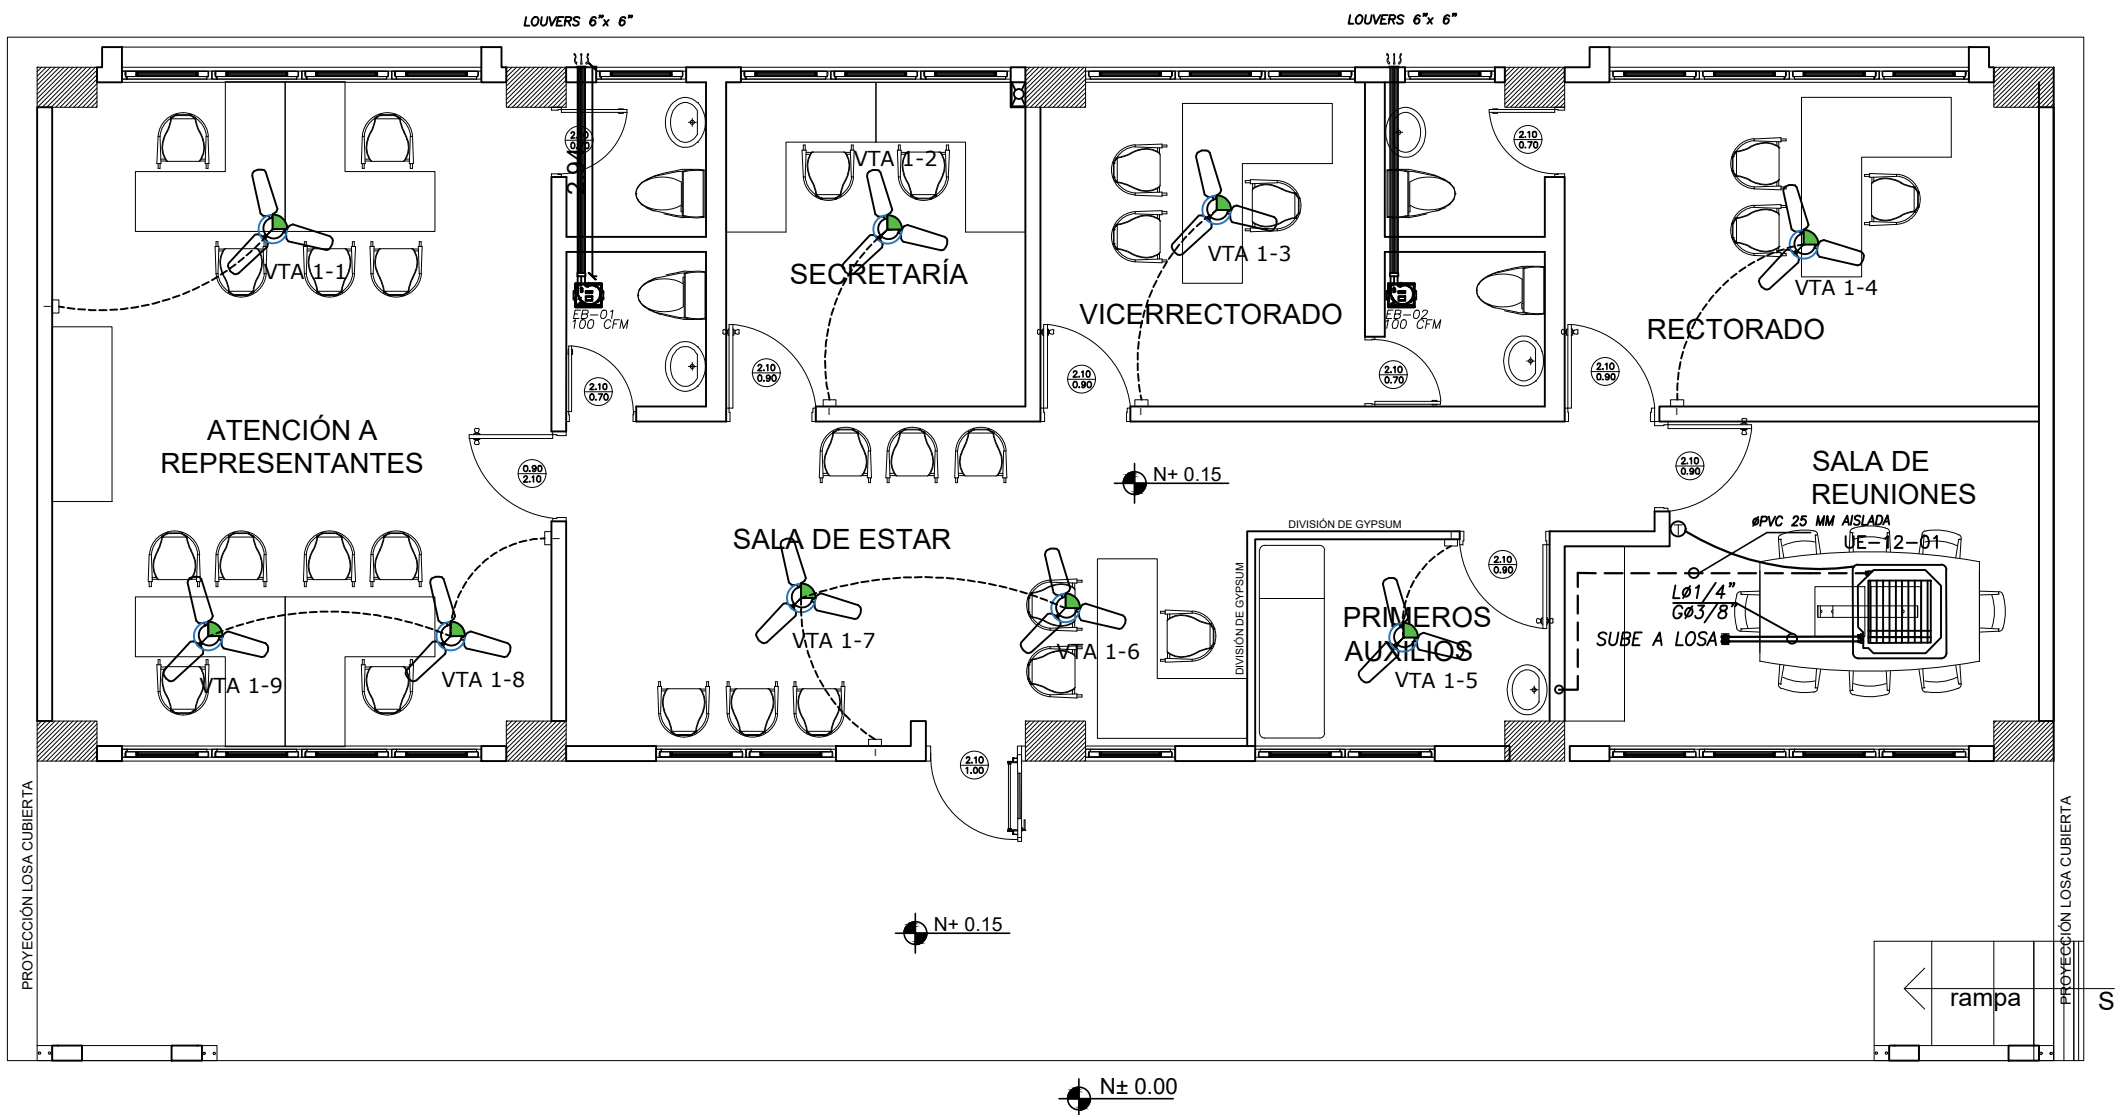 LOUVERS 6"x 6"
LOUVERS 6"x 6"
2.94
2.10
0.70
VTA 1-1
VTA 1-2
VTA 1-3
VTA 1-4
SECRETARÍA
VICERRECTORADO
RECTORADO
EB-01
100 CFM
EB-02
100 CFM
2.10
0.70
2.10
0.90
2.10
0.90
2.10
0.70
2.10
0.90
ATENCIÓN A
REPRESENTANTES
0.90
2.10
N+ 0.15
2.10
0.90
SALA DE
REUNIONES
SALA DE ESTAR
DIVISIÓN DE GYPSUM
DIVISIÓN DE GYPSUM
øPVC 25 MM AISLADA
UE-12-01
2.10
0.90
Lø1/4"
Gø3/8"
SUBE A LOSA
PRIMEROS
AUXILIOS
VTA 1-9
VTA 1-8
VTA 1-7
VTA 1-6
VTA 1-5
2.10
1.00
PROYECCIÓN LOSA CUBIERTA
PROYECCIÓN LOSA CUBIERTA
N+ 0.15
rampa
S
N± 0.00